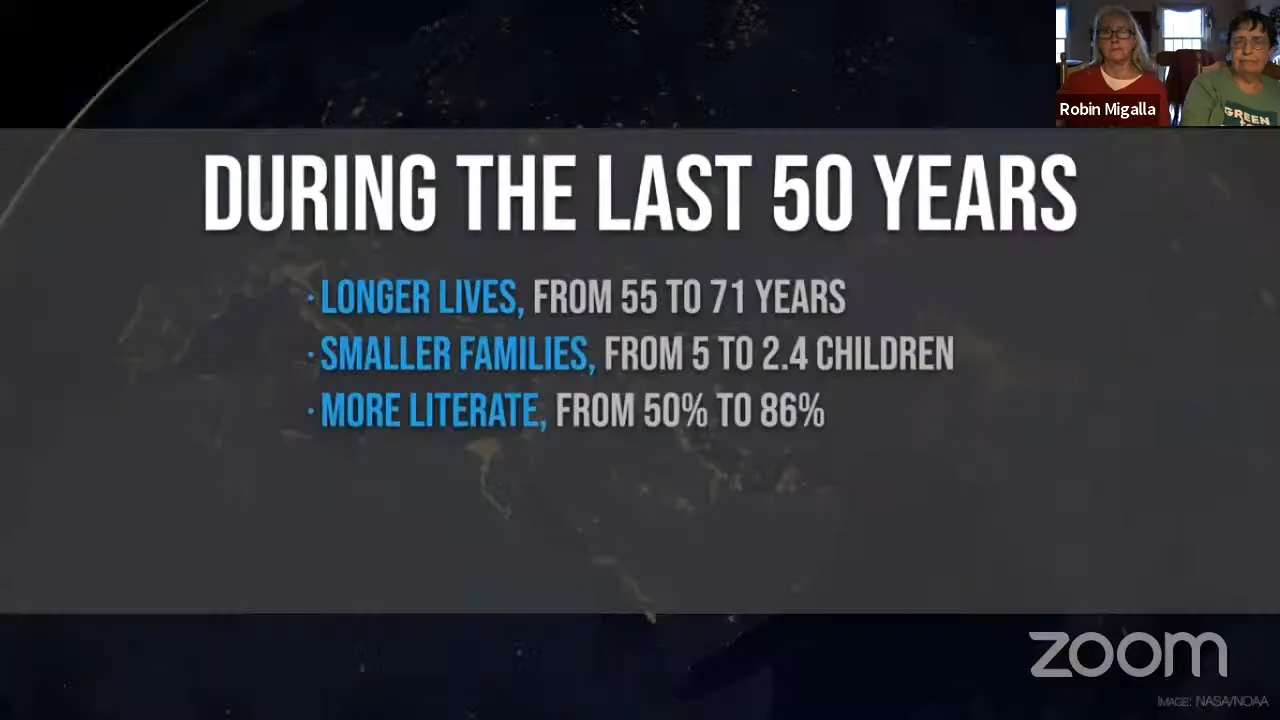 Robin Migalla
GREEN
DURING THE LAST 50 YEARS
· LONGER LIVES, FROM 55 TO 71 YEARS
· SMALLER FAMILIES, FROM 5 TO 2.4 CHILDREN
· MORE LITERATE, FROM 50% TO 86%
zoom
IMAGE: NASA/NOAA